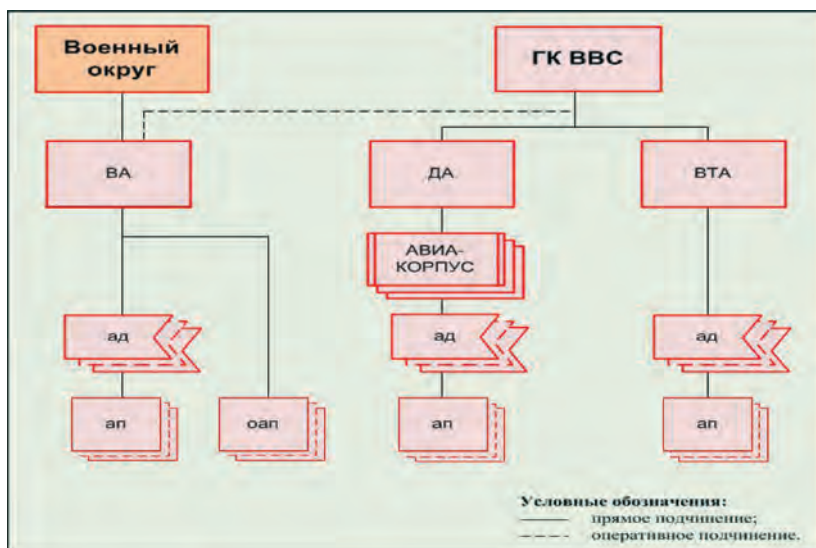 Военный
округ
ГК ВВС
ВА
ДА
ВТА
АВИА-
КОРПУС
ад
ад
ад
ап
оап
ап
ап
Условные обозначения:
прямое подчинение;
оперативное подчинение.